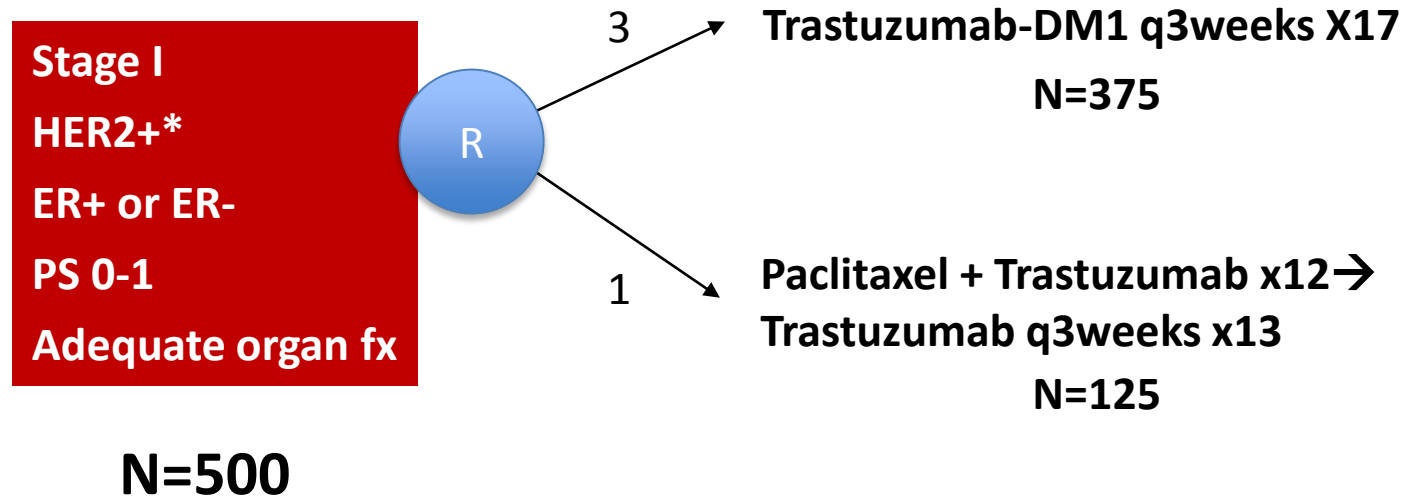 Stage I
HER2+*
ER+ or ER-
PS 0-1
Adequate organ fx
N=500
R
3
1
Trastuzumab-DM1 q3weeks X17
N=375
Paclitaxel + Trastuzumab x12→
Trastuzumab q3weeks x13
N=125